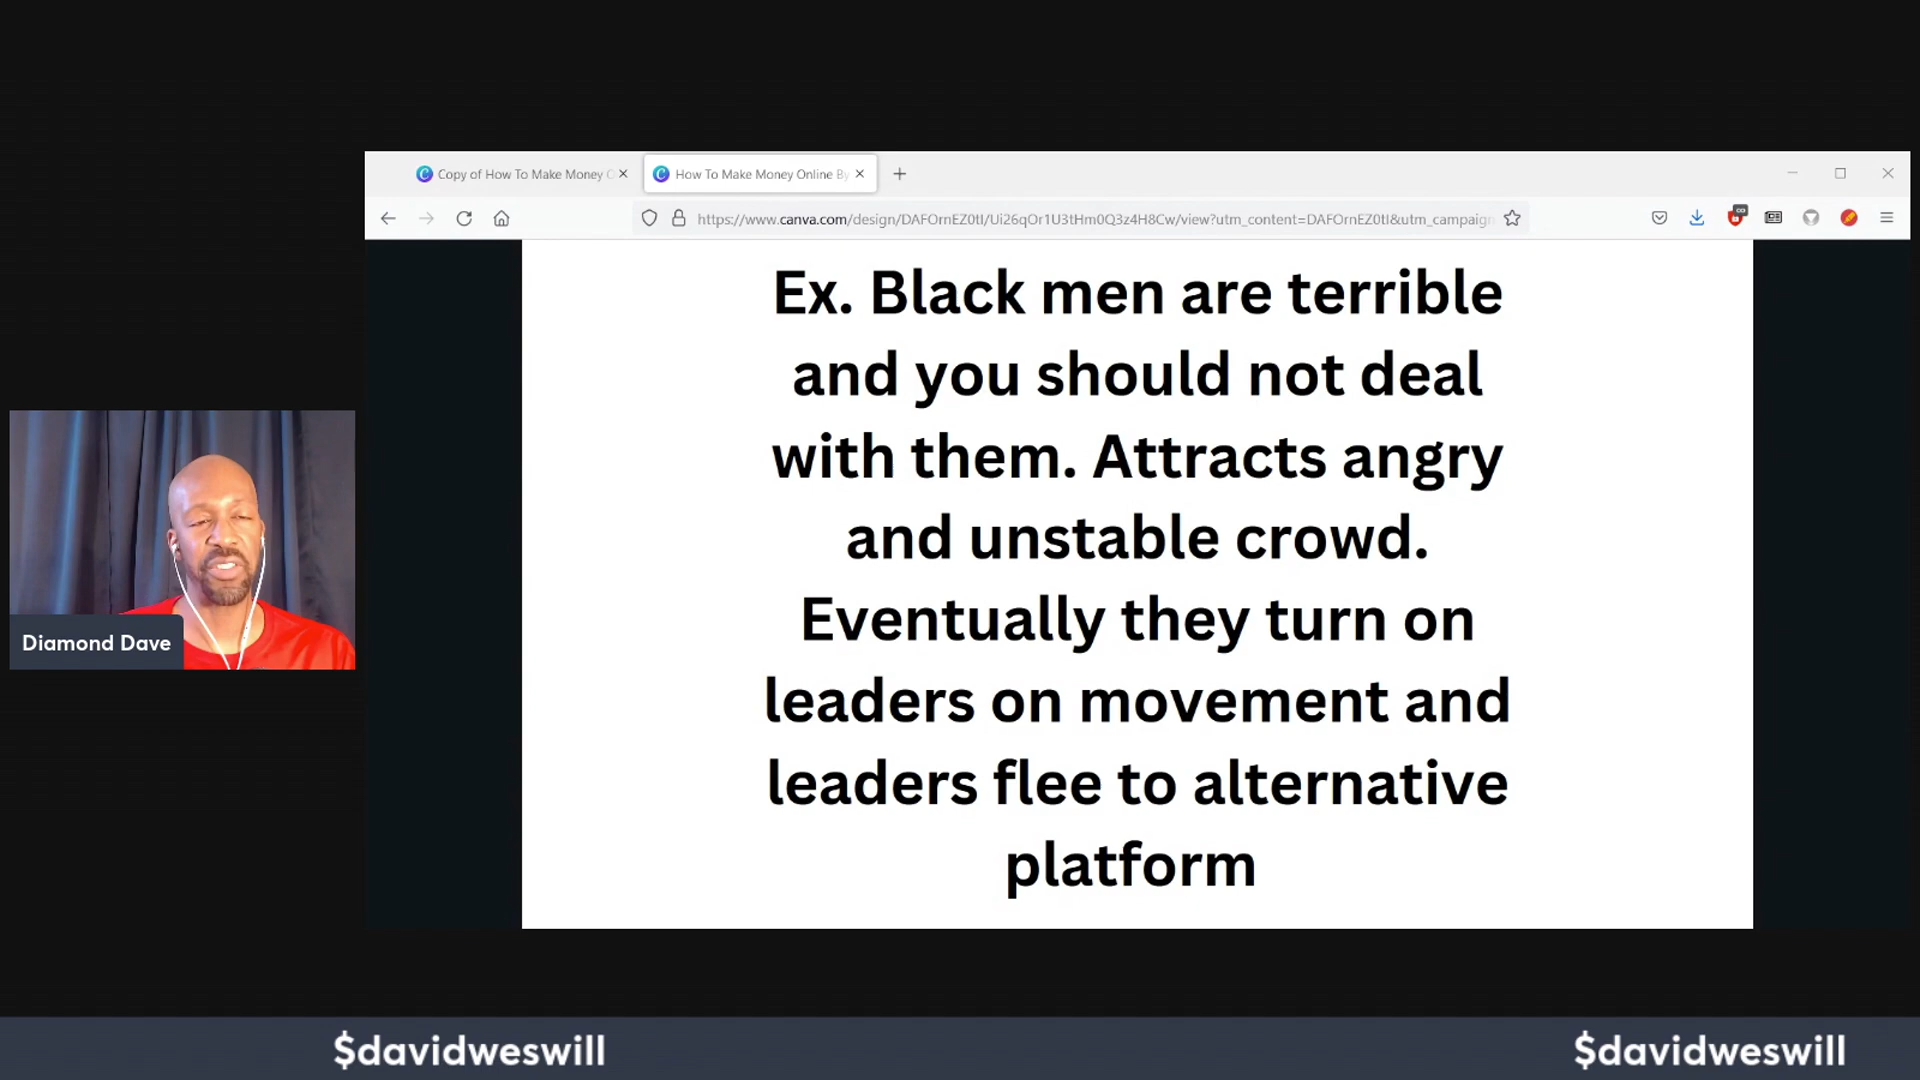 Copy of How To Make Money O
How To Make Money Online By
https://www.canva.com/design/DAFOrnEZ0tI/Ui26qOr1U3tHm0Q3z4H8Cw/view?utm_content=DAFOrnEZ0tI&utm_campaign
Ex. Black men are terrible
and you should not deal
with them. Attracts angry
and unstable crowd.
Eventually they turn on
leaders on movement and
leaders flee to alternative
platform
Diamond Dave
$davidweswill
$davidweswill